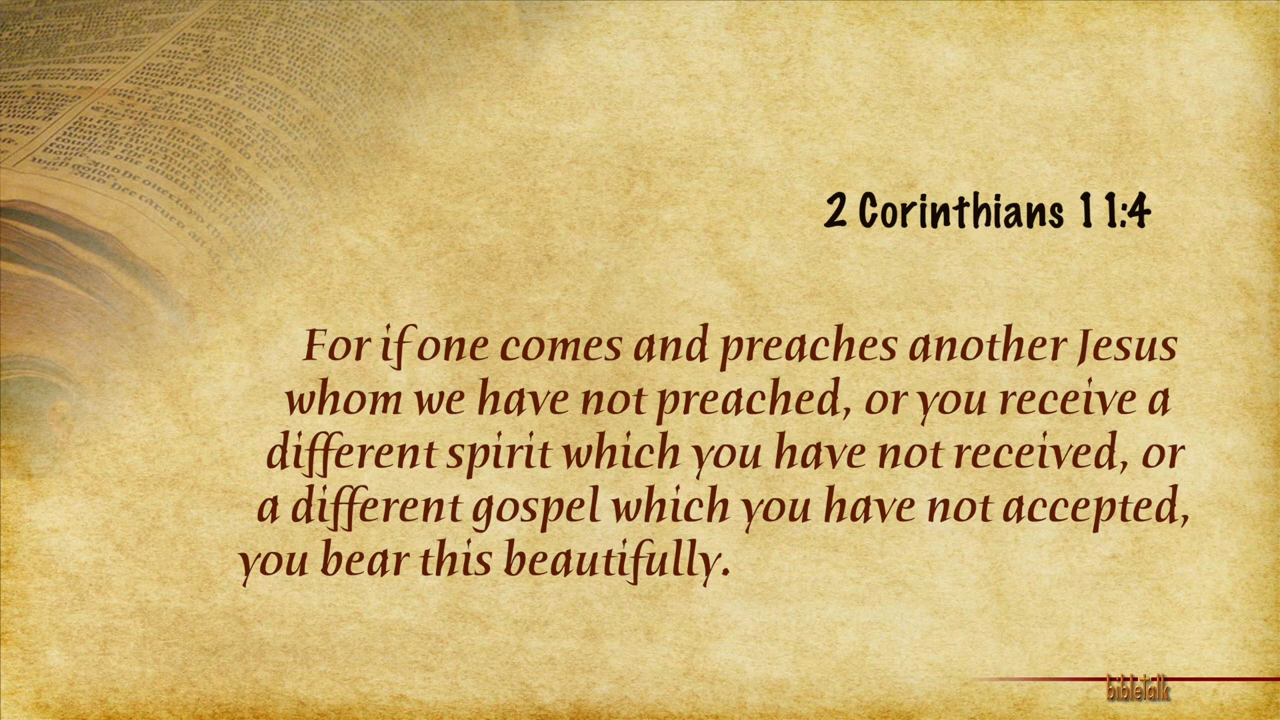 2 Corinthians 11:4
For if one comes and preaches another Jesus
whom we have not preached, or you receive a
different spirit which you have not received, or
a different gospel which you have not accepted,
you bear this beautifully.
bibletalk